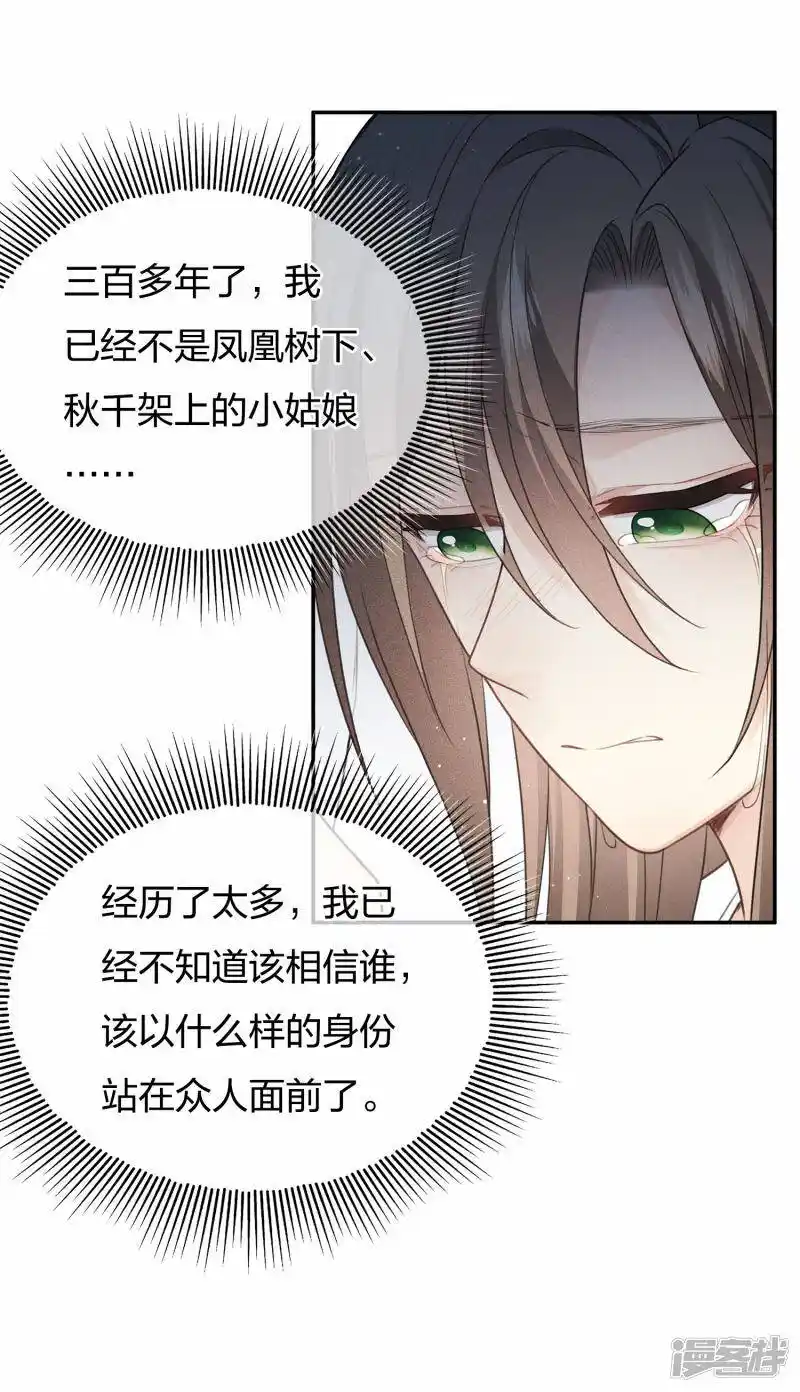 三百多年了，我
已经不是凤凰树下、
秋千架上的小姑娘
……
经历了太多，我已
经不知道该相信谁，
该以什么样的身份
站在众人面前了。
漫客栈